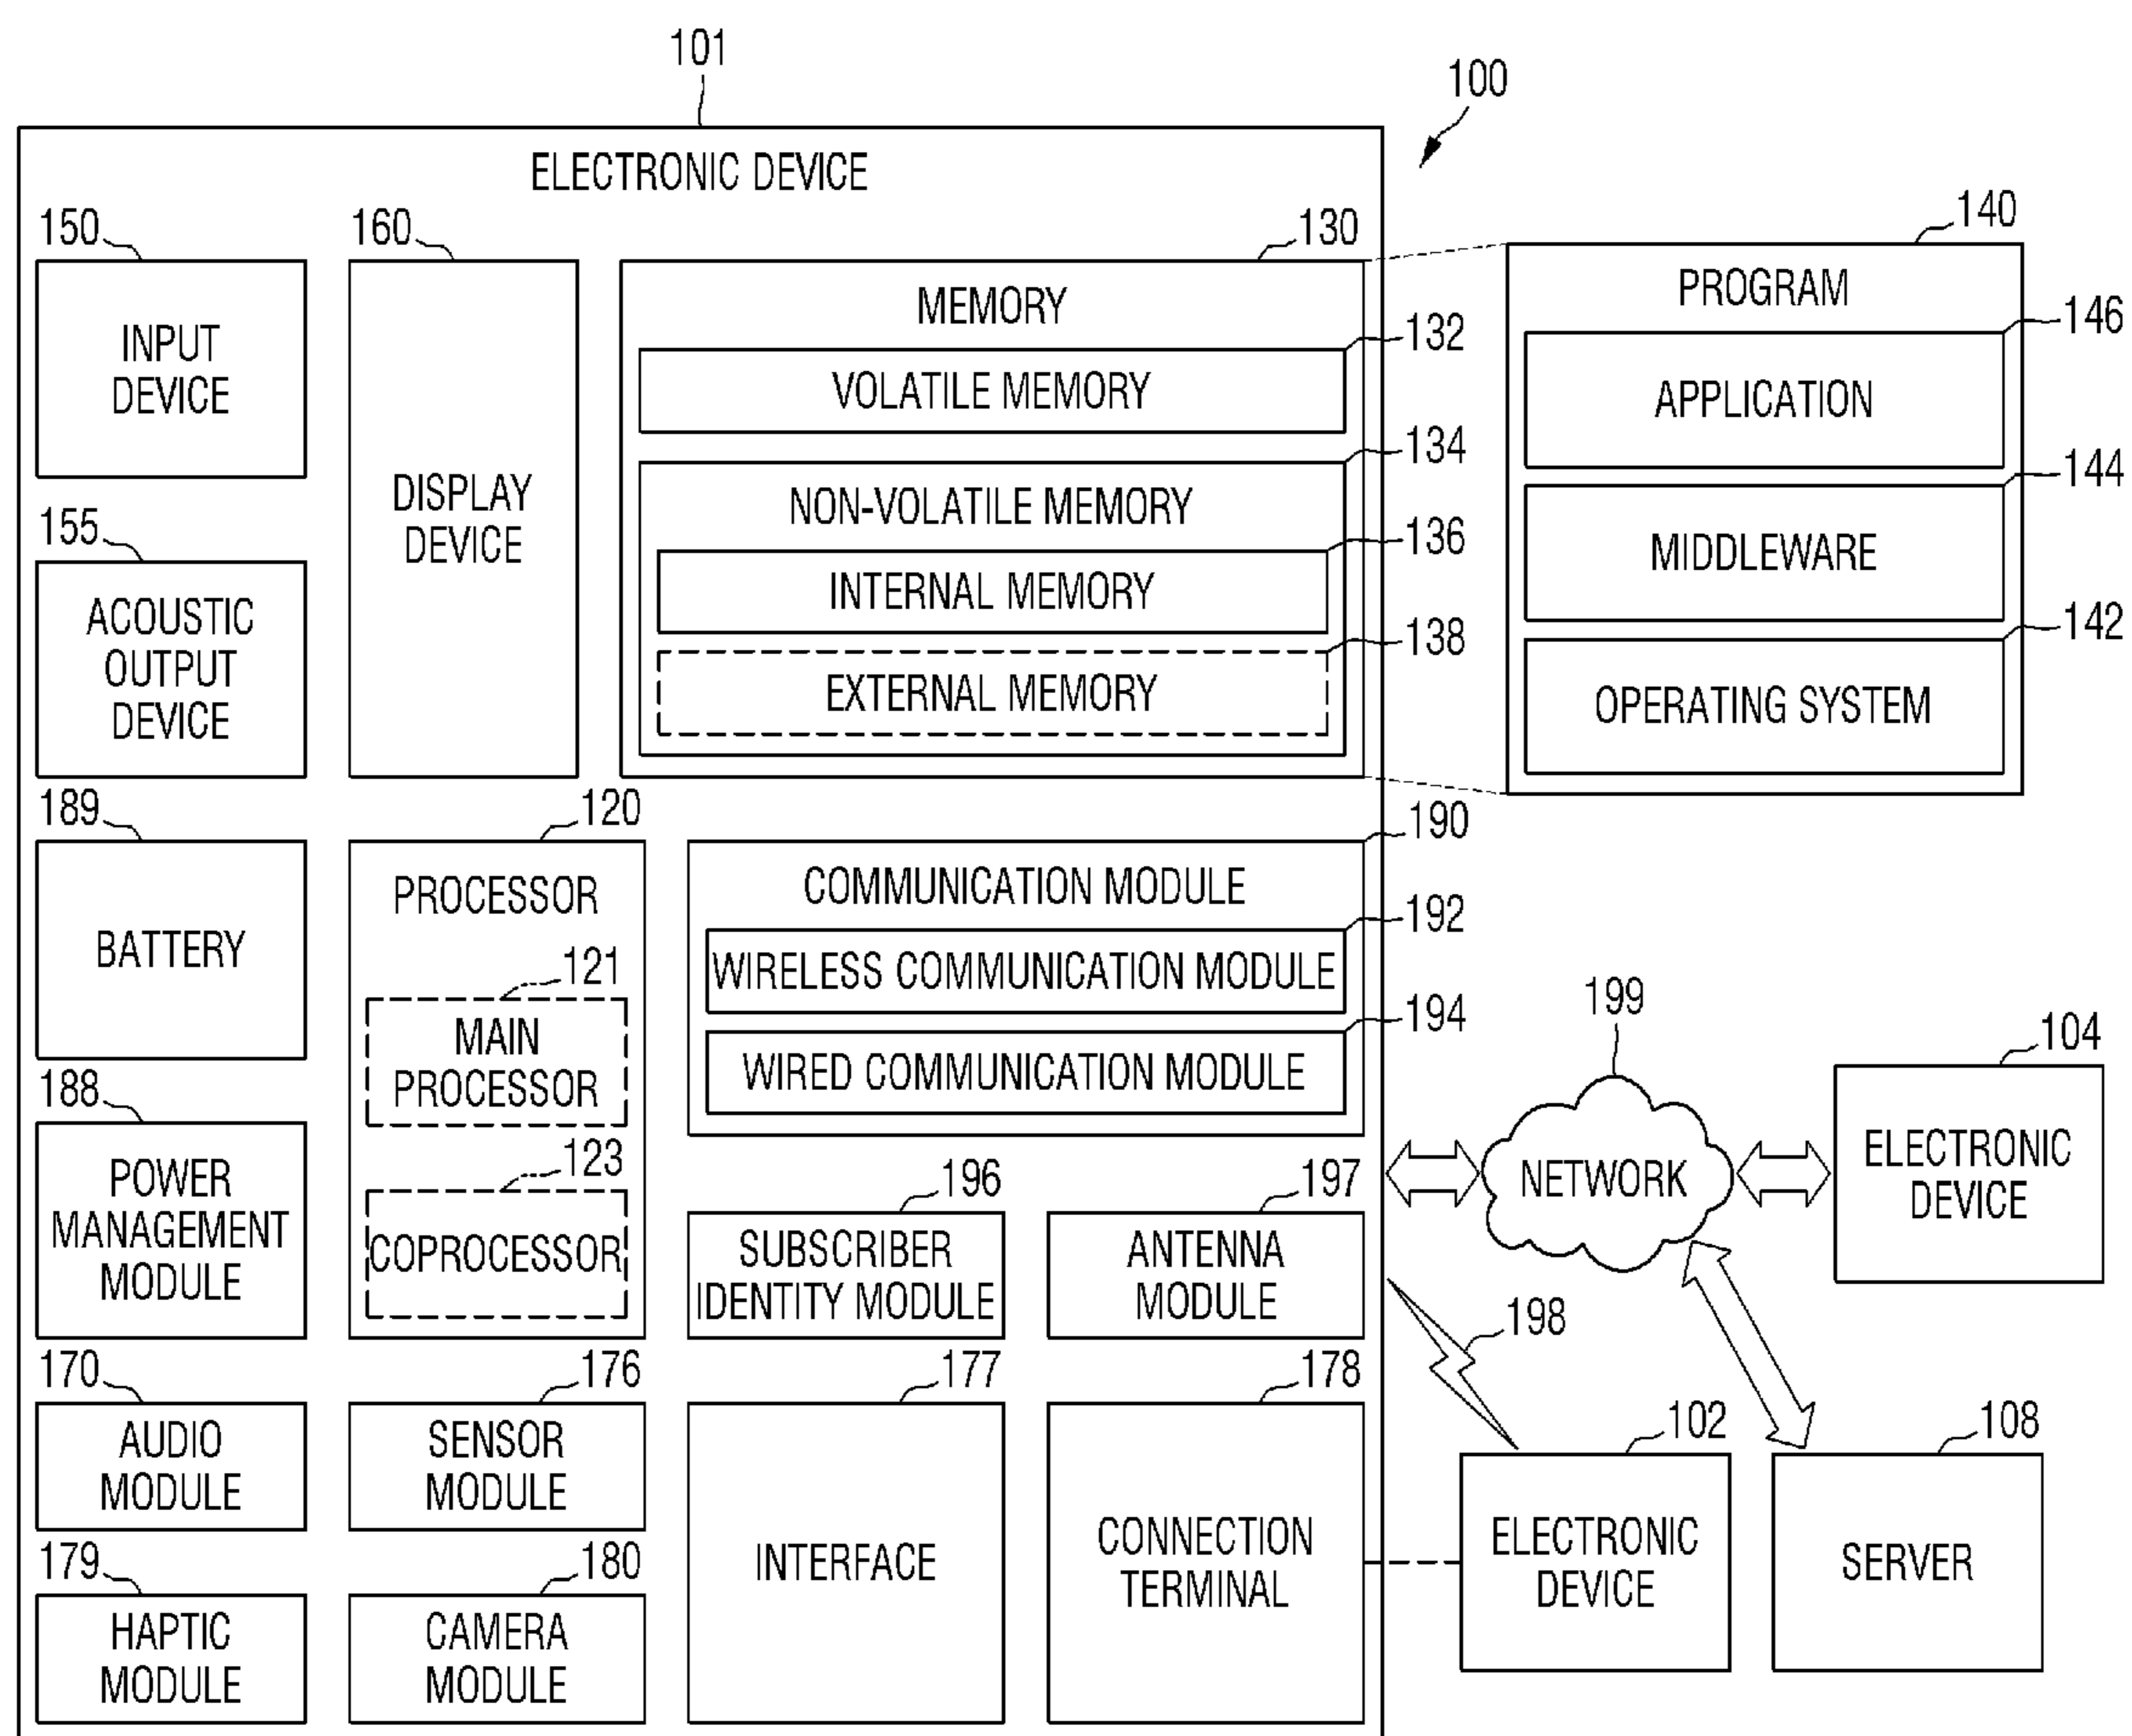 101
100
ELECTRONIC DEVICE
150
160
130
140
INPUT
DEVICE
DISPLAY
DEVICE
MEMORY
132
VOLATILE MEMORY
134
NON-VOLATILE MEMORY
136
INTERNAL MEMORY
138
EXTERNAL MEMORY
PROGRAM
146
APPLICATION
144
MIDDLEWARE
142
OPERATING SYSTEM
155
ACOUSTIC
OUTPUT
DEVICE
189
BATTERY
120
PROCESSOR
121
MAIN
PROCESSOR
123
COPROCESSOR
190
COMMUNICATION MODULE
192
WIRELESS COMMUNICATION MODULE
194
WIRED COMMUNICATION MODULE
188
POWER
MANAGEMENT
MODULE
196
SUBSCRIBER
IDENTITY MODULE
197
ANTENNA
MODULE
199
NETWORK
104
ELECTRONIC
DEVICE
198
170
AUDIO
MODULE
176
SENSOR
MODULE
177
INTERFACE
178
CONNECTION
TERMINAL
102
ELECTRONIC
DEVICE
108
SERVER
179
HAPTIC
MODULE
180
CAMERA
MODULE